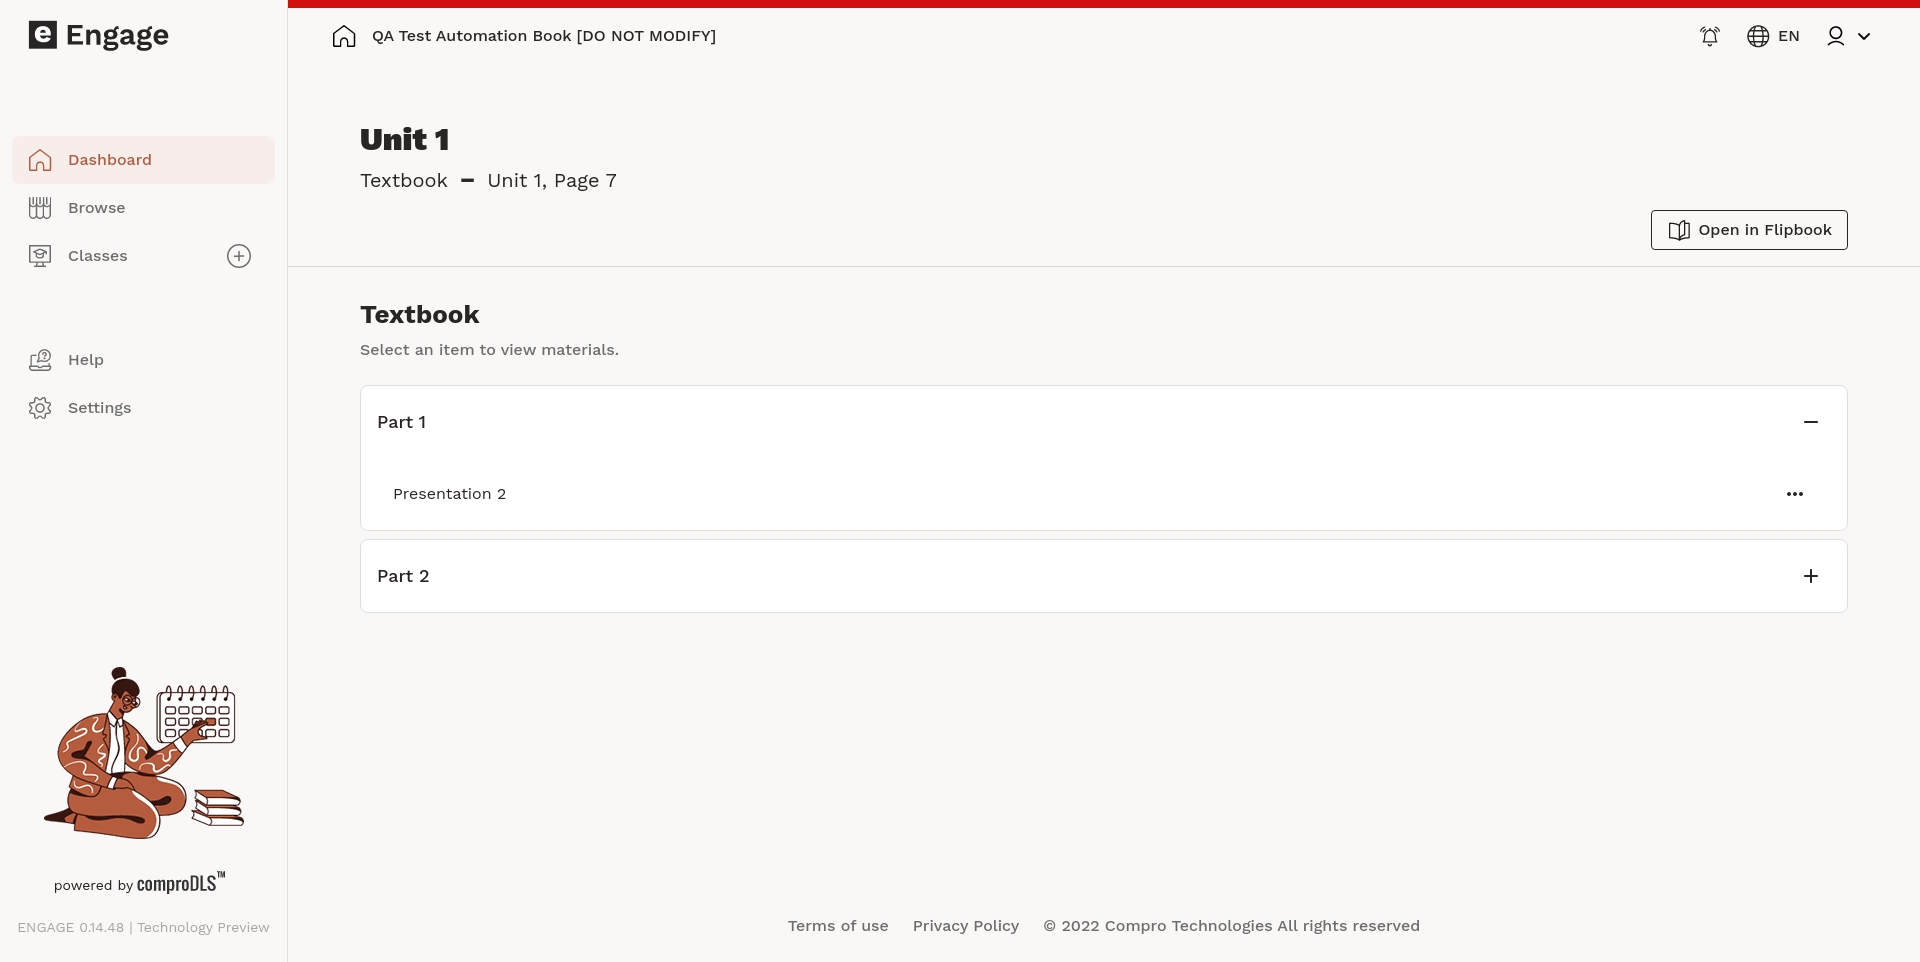 e Engage
QA Test Automation Book [DO NOT MODIFY]
EN
Dashboard
Browse
Classes
Help
Settings
Unit 1
Textbook – Unit 1, Page 7
Open in Flipbook
Textbook
Select an item to view materials.
Part 1
Presentation 2
Part 2
powered by comproDLS™
ENGAGE 0.14.48 | Technology Preview
Terms of use Privacy Policy © 2022 Compro Technologies All rights reserved